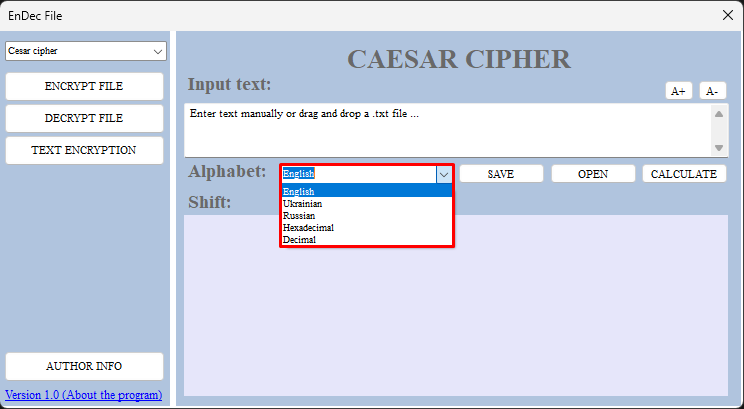 EnDec File
Cesar cipher
ENCRYPT FILE
DECRYPT FILE
TEXT ENCRYPTION
AUTHOR INFO
Version 1.0 (About the program)
CAESAR CIPHER
Input text:
A+ A-
Enter text manually or drag and drop a .txt file ...
Alphabet: English SAVE OPEN CALCULATE
English
Ukrainian
Russian
Hexadecimal
Decimal
Shift: